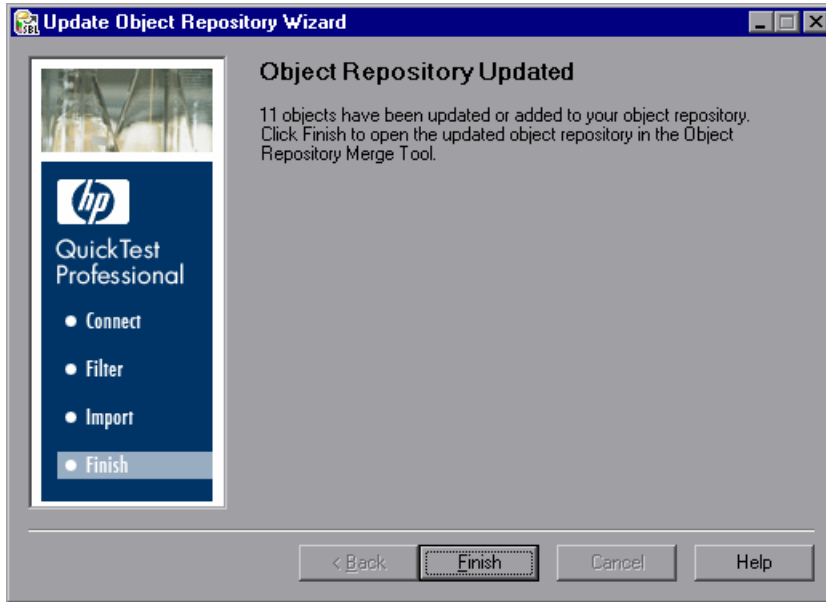 SBL
Update Object Repository Wizard
Object Repository Updated
11 objects have been updated or added to your object repository.
Click Finish to open the updated object repository in the Object
Repository Merge Tool.
hp
QuickTest
Professional
Connect
Filter
Import
Finish
< Back
Finish
Cancel
Help